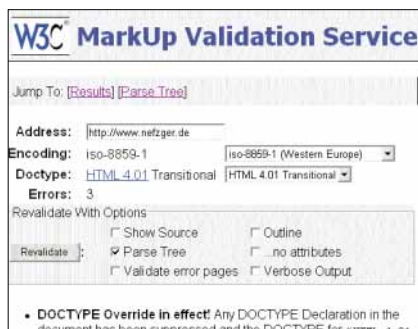 W3C MarkUp Validation Service
Jump To: [Results] [Parse Tree]
Address: http://www.nefzger.de
Encoding: iso-8859-1 iso-8859-1 (Western Europe)
Doctype: HTML 4.01 Transitional HTML 4.01 Transitional
Errors: 3
Revalidate With Options
Show Source Outline
Revalidate : Parse Tree ...no attributes
Validate error pages Verbose Output
• DOCTYPE Override in effect! Any DOCTYPE Declaration in the
document has been suppressed and the DOCTYPE for